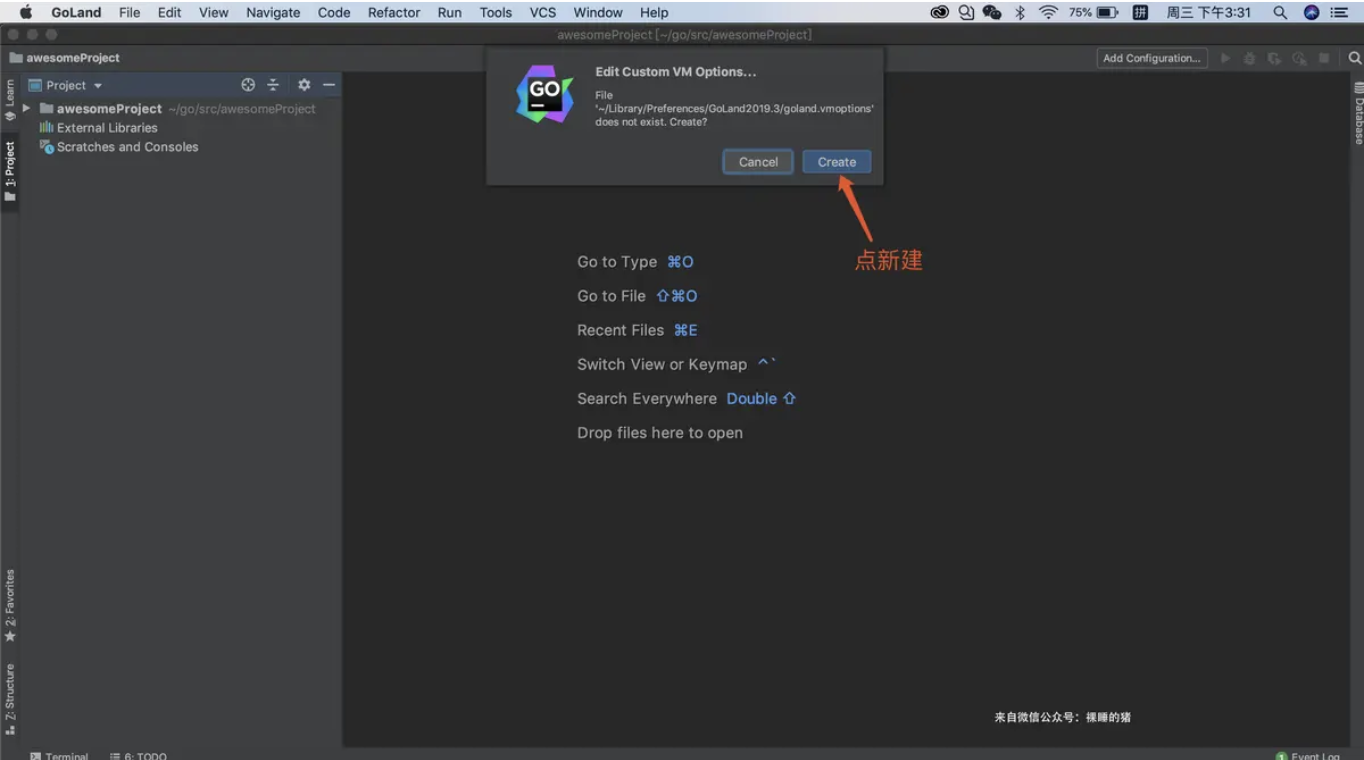 GoLand File Edit View Navigate Code Refactor Run Tools VCS Window Help 75% 拼 周三 下午3:31
awesomeProject [~/go/src/awesomeProject]
awesomeProject Add Configuration...
Learn
Project
awesomeProject ~/go/src/awesomeProject
External Libraries
Scratches and Consoles
1: Project
Database
GO
Edit Custom VM Options...
File
'~/Library/Preferences/GoLand2019.3/goland.vmoptions'
does not exist. Create?
Cancel Create
点新建
Go to Type ⌘O
Go to File ⇧⌘O
Recent Files ⌘E
Switch View or Keymap ^`
Search Everywhere Double ⇧
Drop files here to open
2: Favorites
Z: Structure
来自微信公众号：裸睡的猪
Terminal 6: TODO 1 Event Log